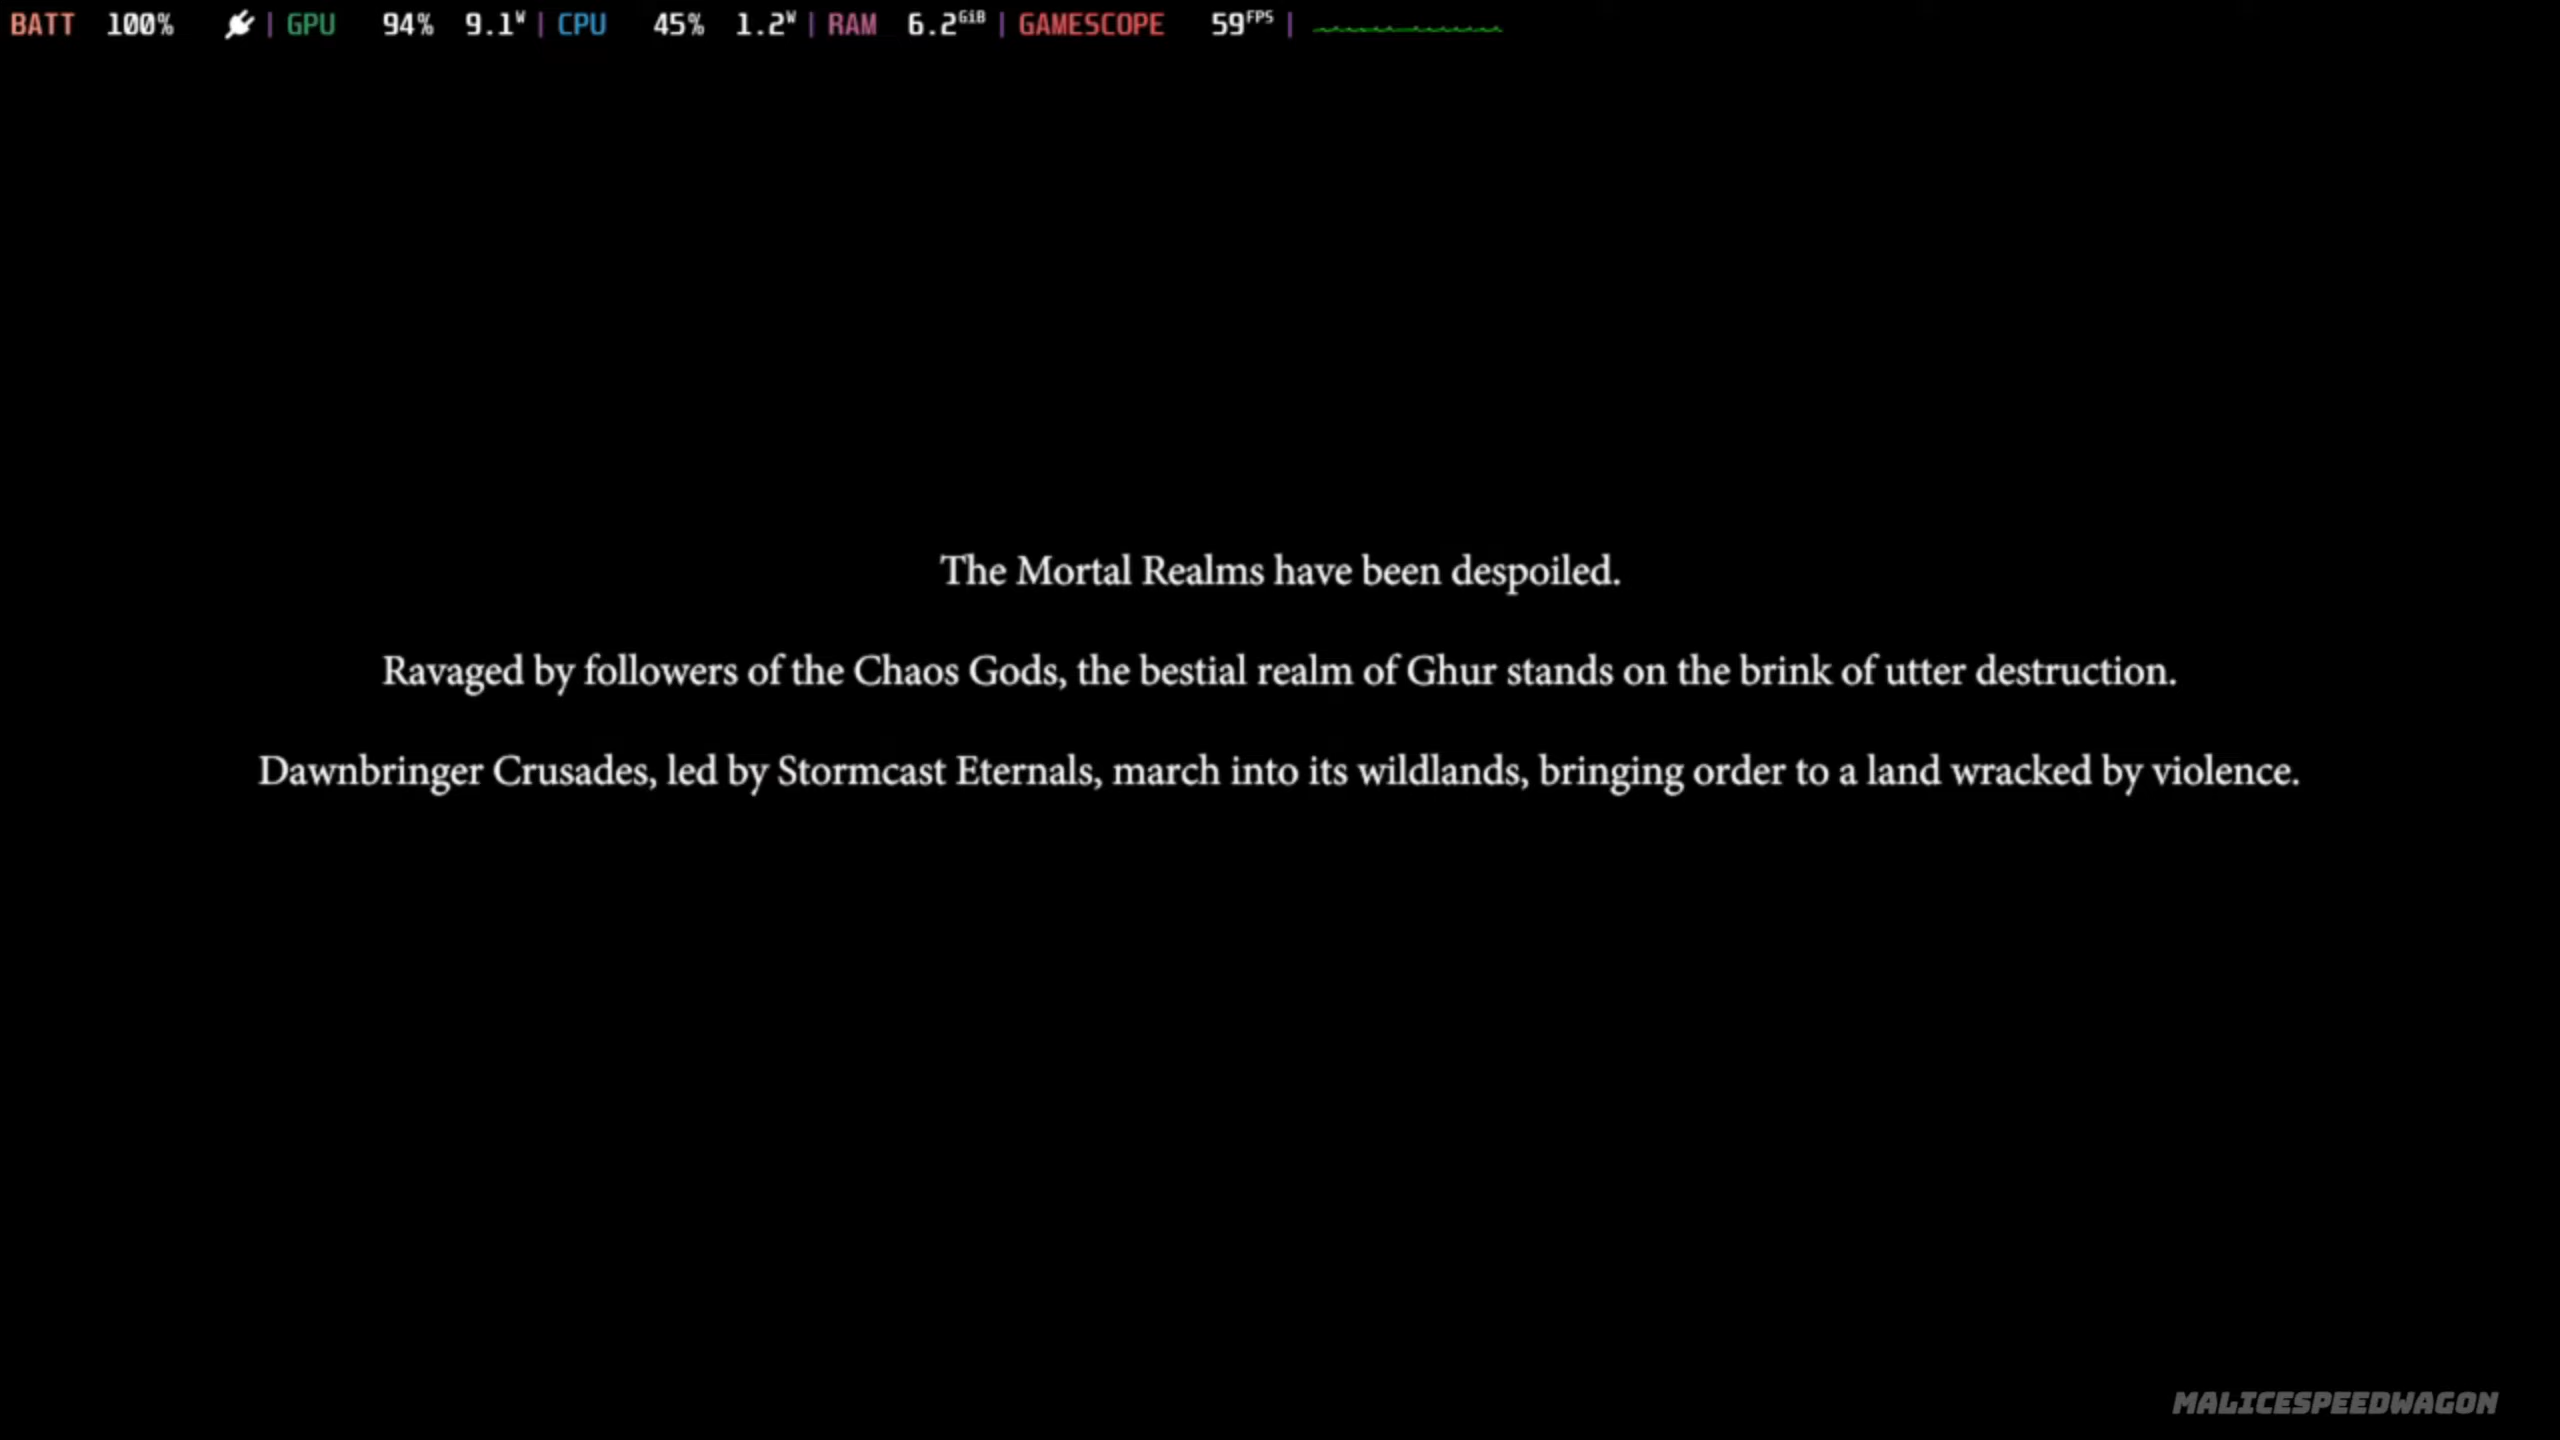 BATT 100% | GPU 94% 9.1W | CPU 45% 1.2W | RAM 6.2GiB | GAMESCOPE 59FPS |
The Mortal Realms have been despoiled.
Ravaged by followers of the Chaos Gods, the bestial realm of Ghur stands on the brink of utter destruction.
Dawnbringer Crusades, led by Stormcast Eternals, march into its wildlands, bringing order to a land wracked by violence.
MALICESPEEDWAGON